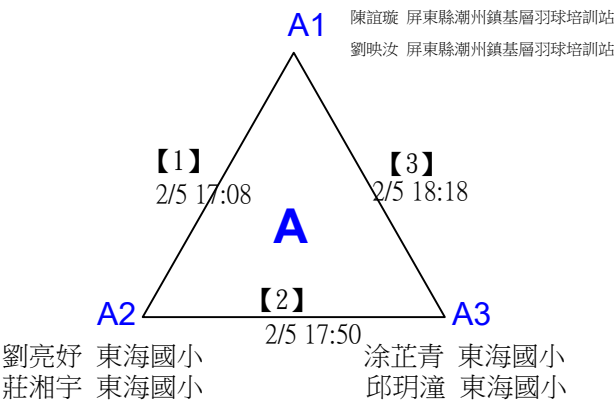 A1
陳誼璇 屏東縣潮州鎮基層羽球培訓站
劉映汝 屏東縣潮州鎮基層羽球培訓站
【1】
2/5 17:08
【3】
2/5 18:18
A
A2
【2】
2/5 17:50
A3
劉亮妤 東海國小
莊湘宇 東海國小
涂芷青 東海國小
邱玥潼 東海國小